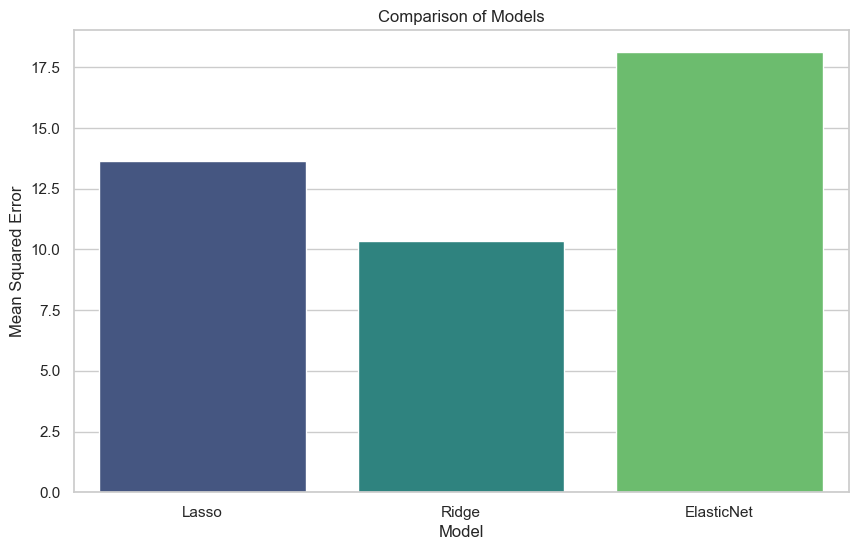 Comparison of Models
Mean Squared Error
17.5
15.0
12.5
10.0
7.5
5.0
2.5
0.0
Lasso
Ridge
ElasticNet
Model